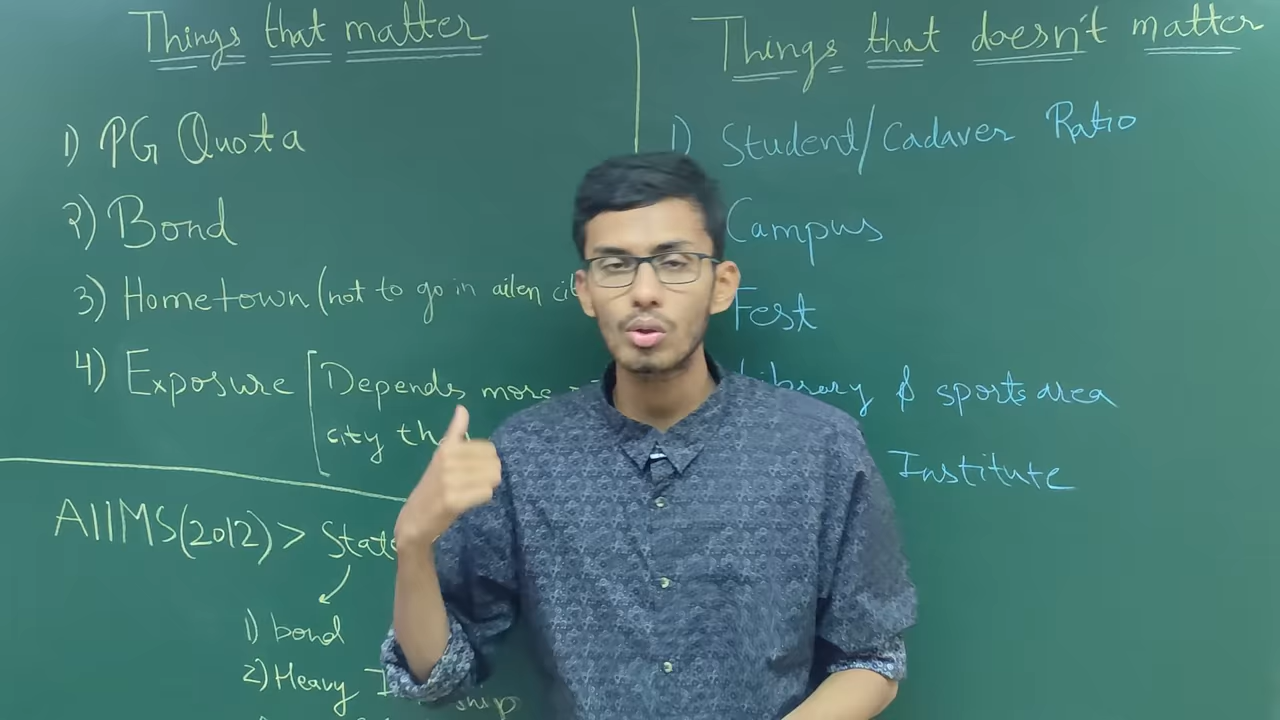 Things that matter
1) PG Quota
2) Bond
3) Hometown (not to go in ailen
4) Exposure [Depends more
city
AIIMS(2012) >
1) bond
2) Heavy
Things that doesn't matter
1) Student/Cadaver Ratio
Campus
Fest
Library & sports area
Institute